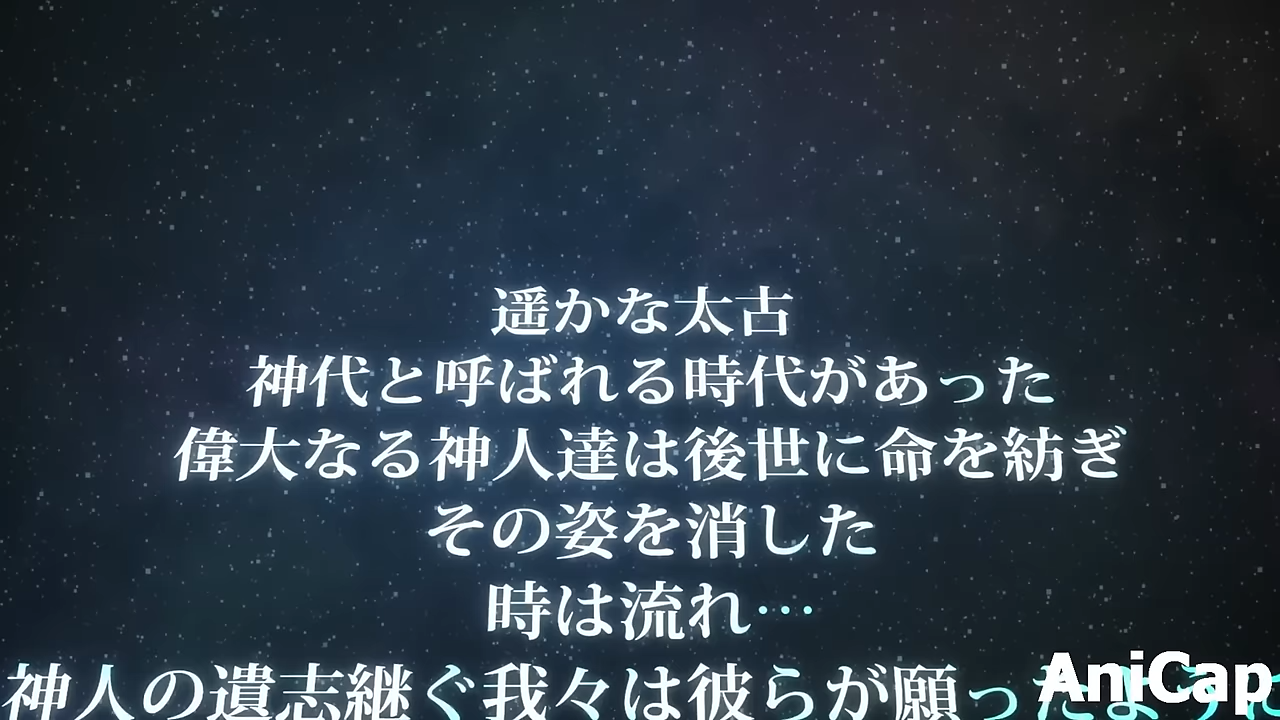 遥かな太古
神代と呼ばれる時代があった
偉大なる神人達は後世に命を紡ぎ
その姿を消した
時は流れ…
神人の遺志継ぐ我々は彼らが願ったように
AniCap